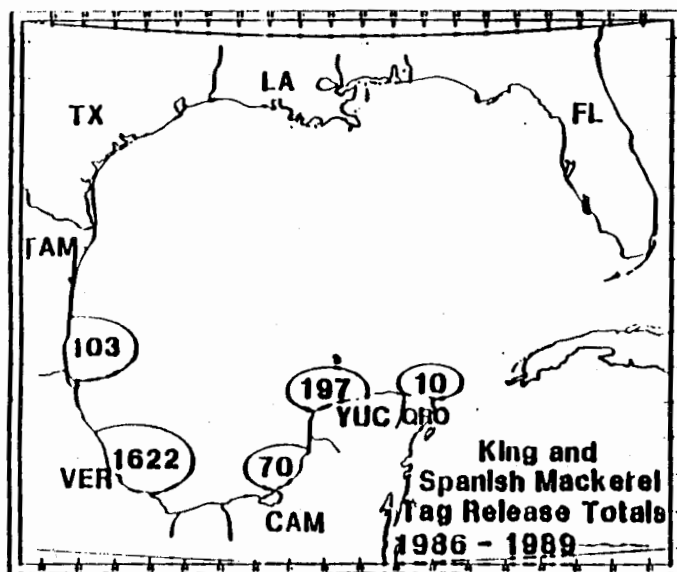 LA
TX
FL
TAM
103
197
10
YUC
QRO
1622
70
VER
CAM
King and
Spanish Mackerel
Tag Release Totals
1986 - 1989